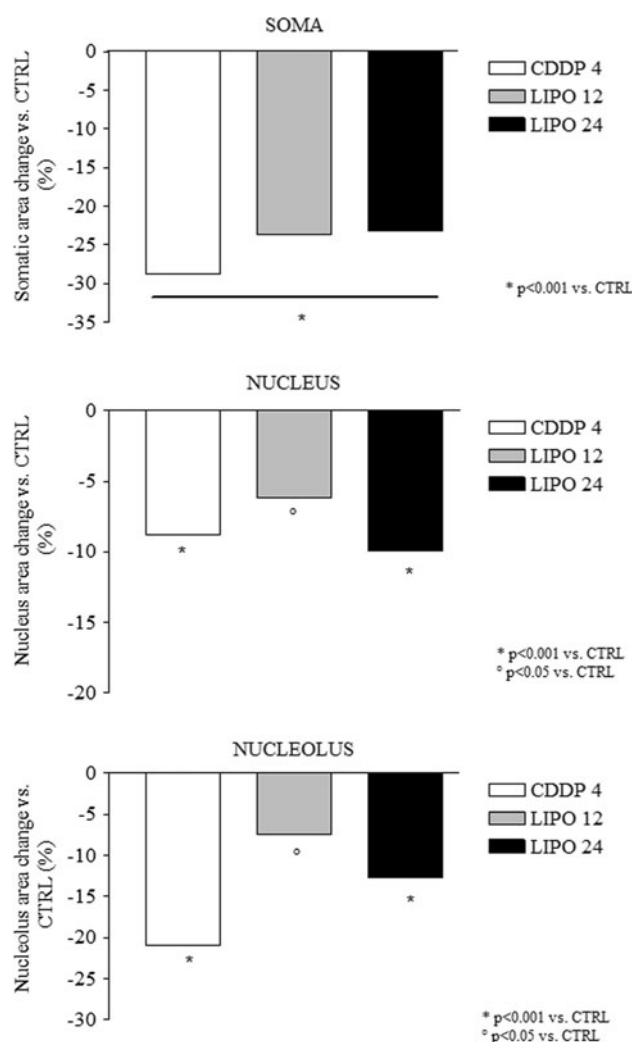 SOMA
Somatic area change vs. CTRL
(%)
0
-5
-10
-15
-20
-25
-30
-35
*
CDDP 4
LIPO 12
LIPO 24
* p<0.001 vs. CTRL
NUCLEUS
Nucleus area change vs. CTRL
(%)
0
-5
-10
-15
-20
*
°
*
CDDP 4
LIPO 12
LIPO 24
* p<0.001 vs. CTRL
° p<0.05 vs. CTRL
NUCLEOLUS
Nucleolus area change vs.
CTRL (%)
0
-5
-10
-15
-20
-25
-30
*
°
*
CDDP 4
LIPO 12
LIPO 24
* p<0.001 vs. CTRL
° p<0.05 vs. CTRL